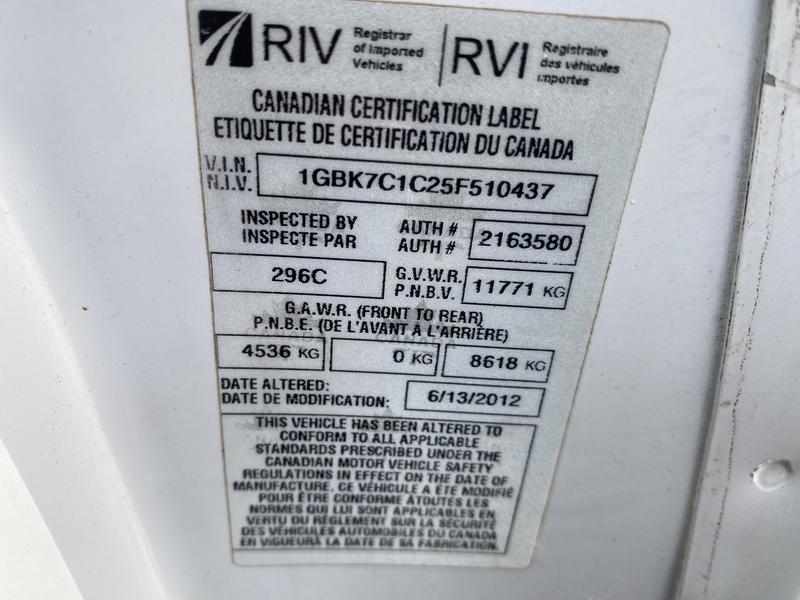 RIV Registrar of Imported Vehicles RVI Registraire des véhicules importés
CANADIAN CERTIFICATION LABEL
ETIQUETTE DE CERTIFICATION DU CANADA
V.I.N.
N.I.V.
1GBK7C1C25F510437
INSPECTED BY
INSPECTE PAR
AUTH #
AUTH #
2163580
296C
G.V.W.R.
P.N.B.V.
11771 KG
G.A.W.R. (FRONT TO REAR)
P.N.B.E. (DE L'AVANT À L'ARRIÈRE)
4536 KG
0 KG
8618 KG
DATE ALTERED:
DATE DE MODIFICATION:
6/13/2012
THIS VEHICLE HAS BEEN ALTERED TO
CONFORM TO ALL APPLICABLE
STANDARDS PRESCRIBED UNDER THE
CANADIAN MOTOR VEHICLE SAFETY
REGULATIONS IN EFFECT ON THE DATE OF
MANUFACTURE. CE VÉHICULE A ÉTÉ MODIFIÉ
POUR ÊTRE CONFORME ATOUTES LES
NORMES QUI LUI SONT APPLICABLES EN
VERTU DU RÈGLEMENT SUR LA SÉCURITÉ
DES VÉHICULES AUTOMOBILES DU CANADA
EN VIGUEUR À LA DATE DE SA FABRICATION.